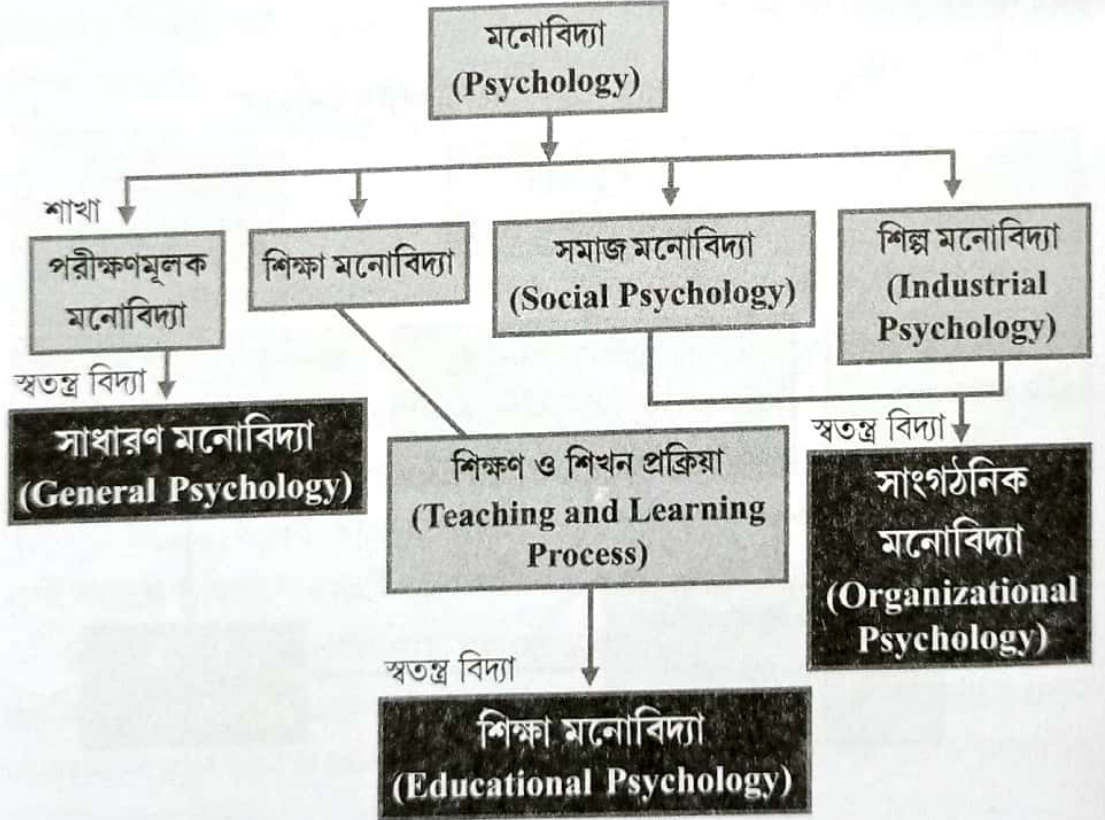 মনোবিদ্যা
(Psychology)
শাখা
পরীক্ষণমূলক
মনোবিদ্যা
শিক্ষা মনোবিদ্যা
সমাজ মনোবিদ্যা
(Social Psychology)
শিল্প মনোবিদ্যা
(Industrial
Psychology)
স্বতন্ত্র বিদ্যা
সাধারণ মনোবিদ্যা
(General Psychology)
শিক্ষণ ও শিখন প্রক্রিয়া
(Teaching and Learning
Process)
স্বতন্ত্র বিদ্যা
সাংগঠনিক
মনোবিদ্যা
(Organizational
Psychology)
স্বতন্ত্র বিদ্যা
শিক্ষা মনোবিদ্যা
(Educational Psychology)